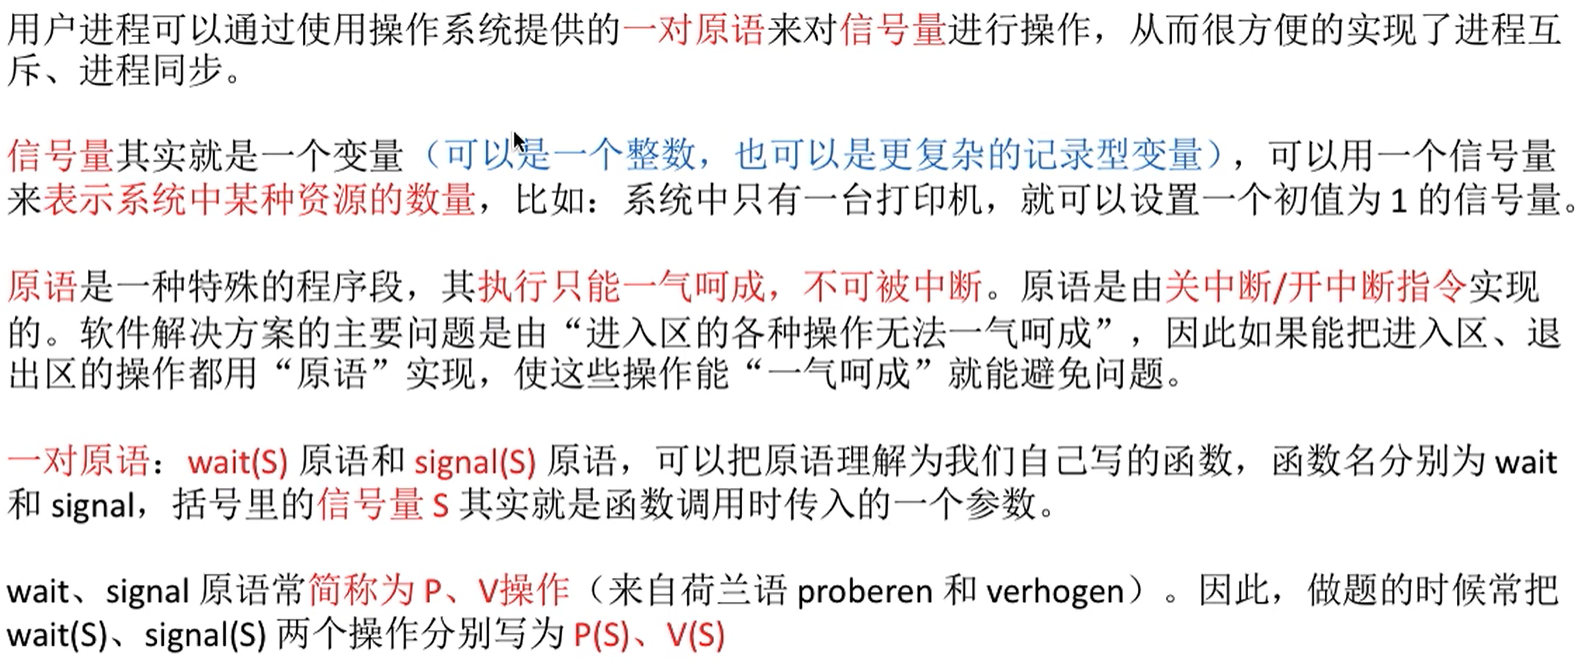 用户进程可以通过使用操作系统提供的一对原语来对信号量进行操作，从而很方便的实现了进程互
斥、进程同步。
信号量其实就是一个变量（可以是一个整数，也可以是更复杂的记录型变量），可以用一个信号量
来表示系统中某种资源的数量，比如：系统中只有一台打印机，就可以设置一个初值为 1 的信号量。
原语是一种特殊的程序段，其执行只能一气呵成，不可被中断。原语是由关中断/开中断指令实现
的。软件解决方案的主要问题是由“进入区的各种操作无法一气呵成”，因此如果能把进入区、退
出区的操作都用“原语”实现，使这些操作能“一气呵成”就能避免问题。
一对原语：wait(S) 原语和 signal(S) 原语，可以把原语理解为我们自己写的函数，函数名分别为 wait
和 signal，括号里的信号量 S 其实就是函数调用时传入的一个参数。
wait、signal 原语常简称为 P、V操作（来自荷兰语 proberen 和 verhogen）。因此，做题的时候常把
wait(S)、signal(S) 两个操作分别写为 P(S)、V(S)